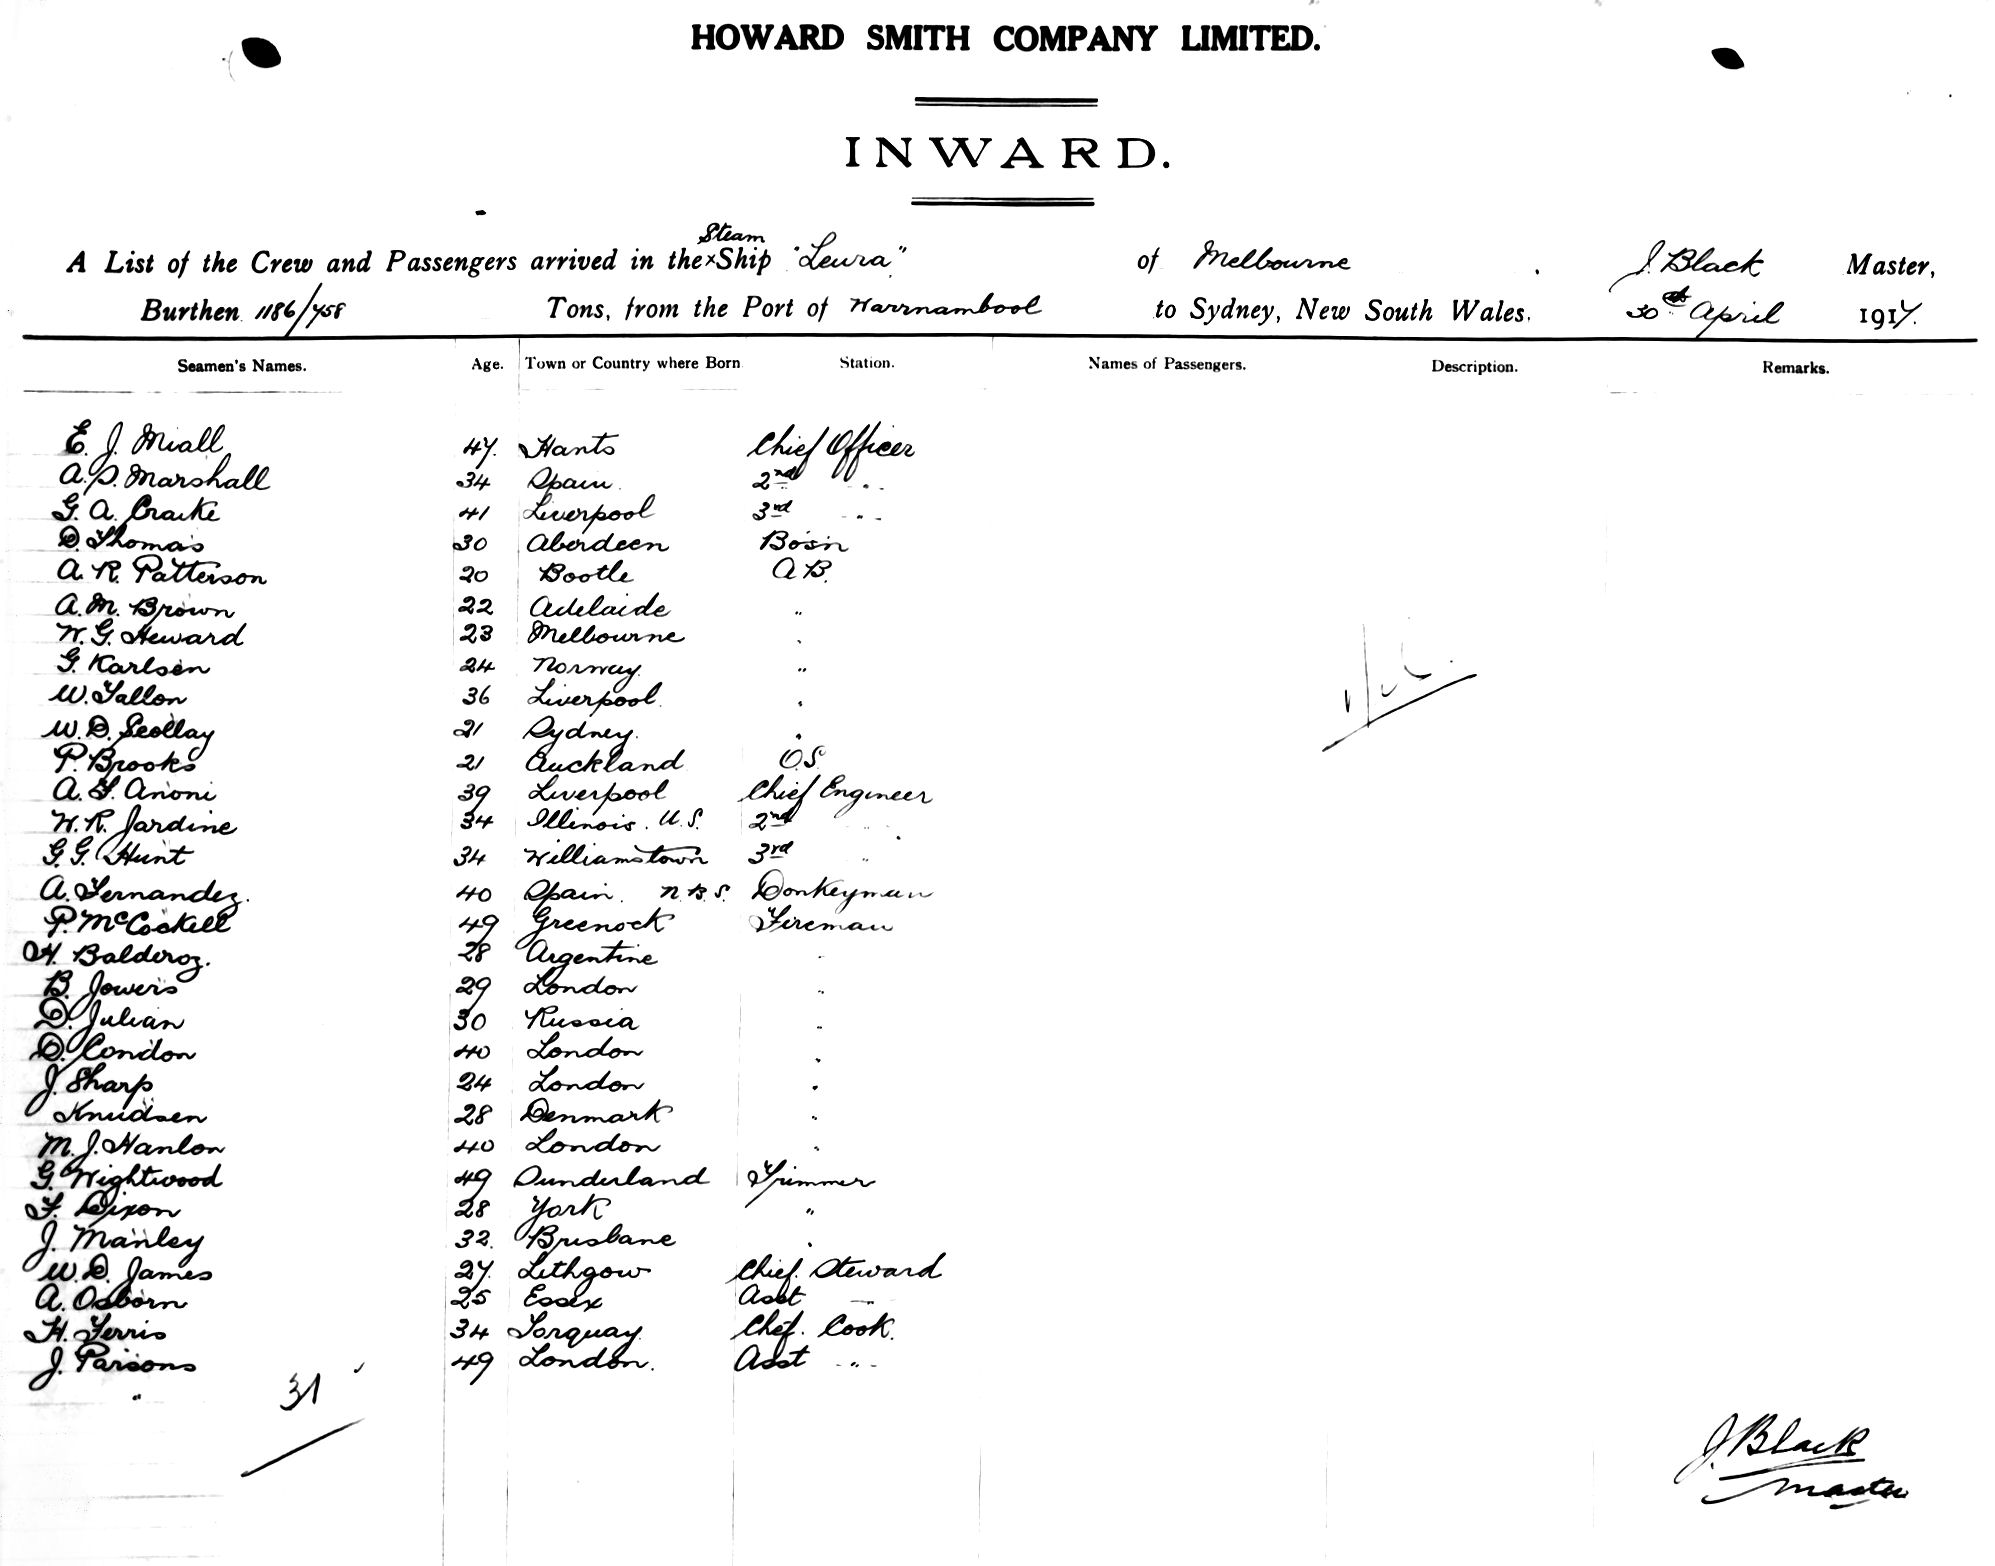 HOWARD SMITH COMPANY LIMITED.
INWARD.
Steam
A List of the Crew and Passengers arrived in the x Ship "Leura" of Melbourne J. Black Master,
Burthen 1186/758 Tons, from the Port of Warrnambool to Sydney, New South Wales. 30th April 1917.
Seamen's Names. Age. Town or Country where Born Station. Names of Passengers. Description. Remarks.
E. J. Miall 47. Hants Chief Officer
A. P. Marshall 34 Spain. 2nd "
G. A. Craike 41 Liverpool 3rd "
D. Thomas 30 Aberdeen Bosn
A. R. Patterson 20 Bootle A B.
A. M. Brown 22 Adelaide "
W. G. Heward 23 Melbourne "
G. Karlsen 24 Norway. "
W. Tallon 36 Liverpool. "
W. D. Scollay 21 Sydney. "
P. Brooks 21 Auckland O.S.
A. Anoni 39 Liverpool Chief Engineer
W. R. Jardine 34 Illinois. U.S. 2nd "
G. G. Hunt 34 Williamstown 3rd "
A. Fernandez. 40 Spain. N.B.S. Donkeyman
P. McCoskell 49 Greenock Fireman
H. Balderoz. 28 Argentine "
B. Jowers 29 London "
D. Julian 30 Russia "
D. Condon 40 London "
J. Sharp 24 London "
Knudsen 28 Denmark "
M. J. Hanlon 40 London "
G. Wightwood 49 Sunderland Trimmer
F. Dixon 28 York "
J. Manley 32. Brisbane "
W. D. James 27. Lithgow Chief. Steward
A. Osborn 25 Essex Asst "
H. Ferris 34 Torquay. Chef. Cook.
J. Parsons 49 London. Asst "
31
J. Black
Master